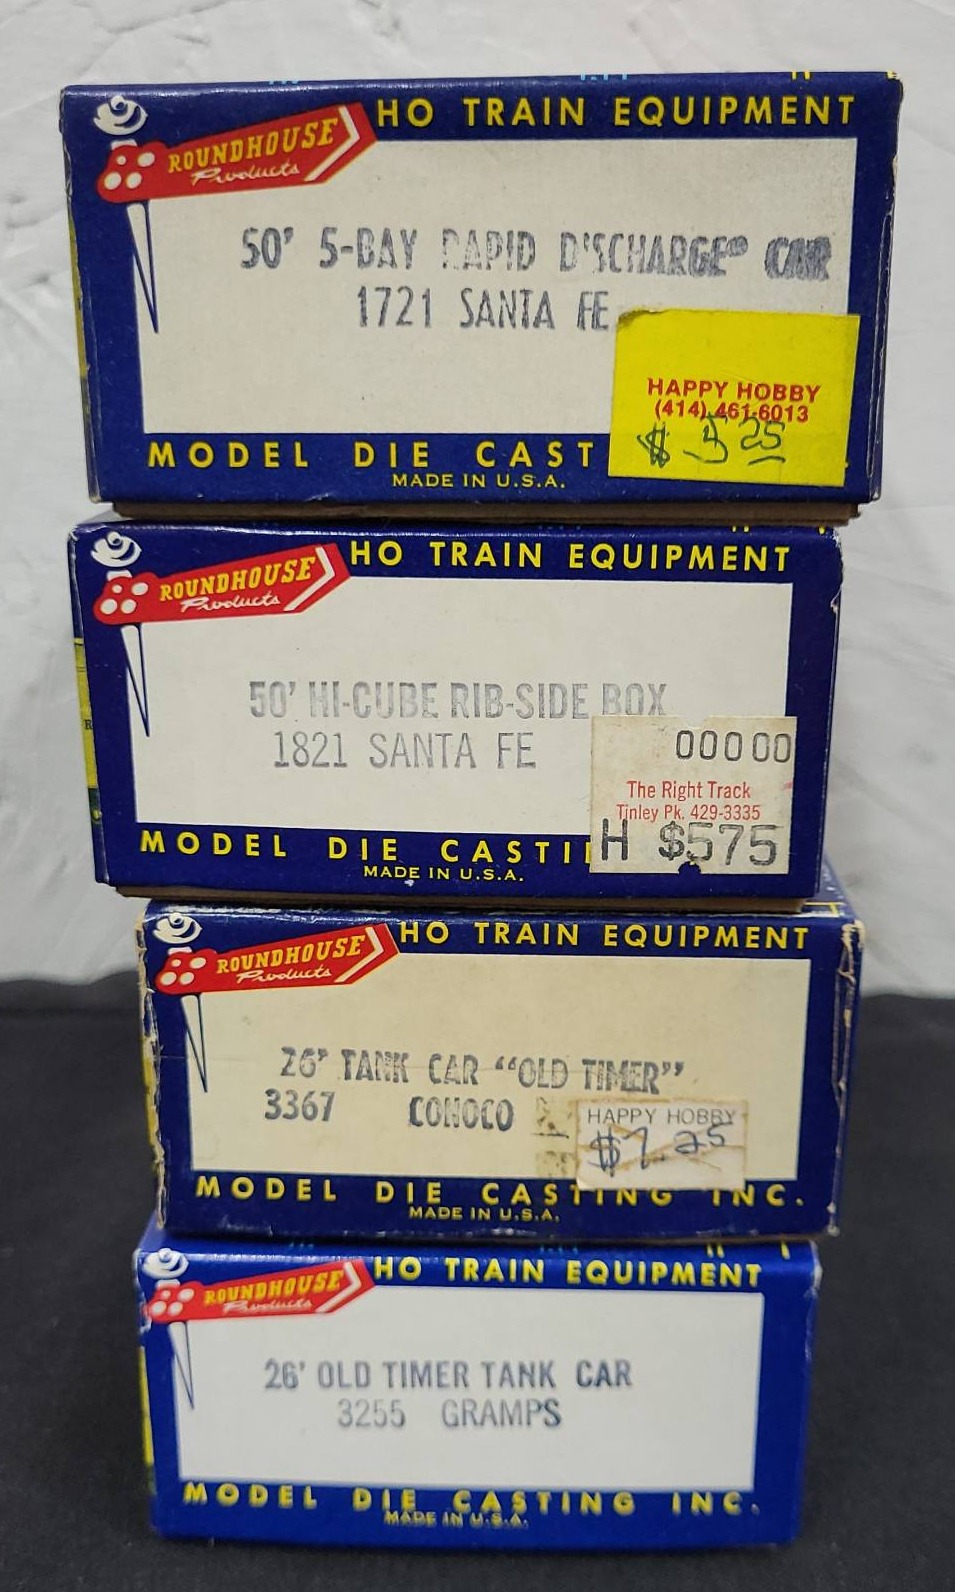 HO TRAIN EQUIPMENT
ROUNDHOUSE
Products
50' 5-BAY RAPID D'SCHARGE® CAR
1721 SANTA FE
HAPPY HOBBY
(414) 461-6013
$ 5 25
MODEL DIE CAST
MADE IN U.S.A.
HO TRAIN EQUIPMENT
ROUNDHOUSE
Products
50' HI-CUBE RIB-SIDE BOX
1821 SANTA FE
00000
The Right Track
Tinley Pk. 429-3335
H $575
MODEL DIE CASTI
MADE IN U.S.A.
HO TRAIN EQUIPMENT
ROUNDHOUSE
Products
26' TANK CAR "OLD TIMER"
3367 CONOCO
HAPPY HOBBY
$7.25
MODEL DIE CASTING INC.
MADE IN U.S.A.
HO TRAIN EQUIPMENT
ROUNDHOUSE
Products
26' OLD TIMER TANK CAR
3255 GRAMPS
MODEL DIE CASTING INC.
MADE IN U.S.A.